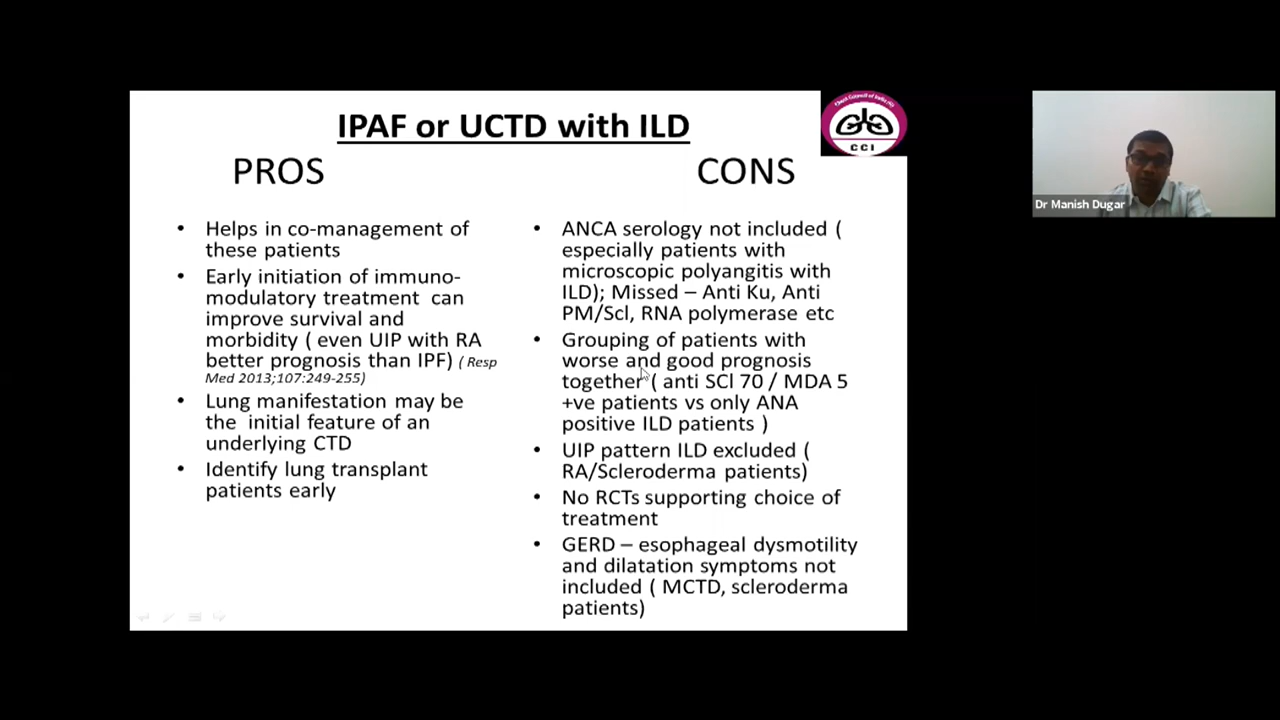 IPAF or UCTD with ILD
PROS
• Helps in co-management of
these patients
• Early initiation of immuno-
modulatory treatment can
improve survival and
morbidity ( even UIP with RA
better prognosis than IPF) ( Resp
Med 2013;107:249-255)
• Lung manifestation may be
the initial feature of an
underlying CTD
• Identify lung transplant
patients early
CONS
• ANCA serology not included (
especially patients with
microscopic polyangitis with
ILD); Missed – Anti Ku, Anti
PM/Scl, RNA polymerase etc
• Grouping of patients with
worse and good prognosis
together ( anti SCl 70 / MDA 5
+ve patients vs only ANA
positive ILD patients )
• UIP pattern ILD excluded (
RA/Scleroderma patients)
• No RCTs supporting choice of
treatment
• GERD – esophageal dysmotility
and dilatation symptoms not
included ( MCTD, scleroderma
patients)
CCI
Dr Manish Dugar